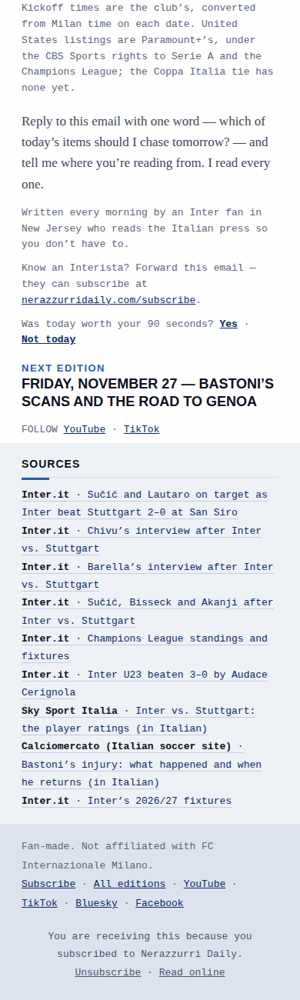 Kickoff times are the club’s, converted
from Milan time on each date. United
States listings are Paramount+’s, under
the CBS Sports rights to Serie A and the
Champions League; the Coppa Italia tie has
none yet.
Reply to this email with one word — which of
today’s items should I chase tomorrow? — and
tell me where you’re reading from. I read every
one.
Written every morning by an Inter fan in
New Jersey who reads the Italian press so
you don’t have to.
Know an Interista? Forward this email —
they can subscribe at
nerazzurridaily.com/subscribe.
Was today worth your 90 seconds? Yes ·
Not today
NEXT EDITION
FRIDAY, NOVEMBER 27 — BASTONI’S
SCANS AND THE ROAD TO GENOA
FOLLOW YouTube · TikTok
SOURCES
Inter.it · Sučić and Lautaro on target as
Inter beat Stuttgart 2–0 at San Siro
Inter.it · Chivu’s interview after Inter
vs. Stuttgart
Inter.it · Barella’s interview after Inter
vs. Stuttgart
Inter.it · Sučić, Bisseck and Akanji after
Inter vs. Stuttgart
Inter.it · Champions League standings and
fixtures
Inter.it · Inter U23 beaten 3–0 by Audace
Cerignola
Sky Sport Italia · Inter vs. Stuttgart:
the player ratings (in Italian)
Calciomercato (Italian soccer site) ·
Bastoni’s injury: what happened and when
he returns (in Italian)
Inter.it · Inter’s 2026/27 fixtures
Fan-made. Not affiliated with FC
Internazionale Milano.
Subscribe · All editions · YouTube ·
TikTok · Bluesky · Facebook
You are receiving this because you
subscribed to Nerazzurri Daily.
Unsubscribe · Read online